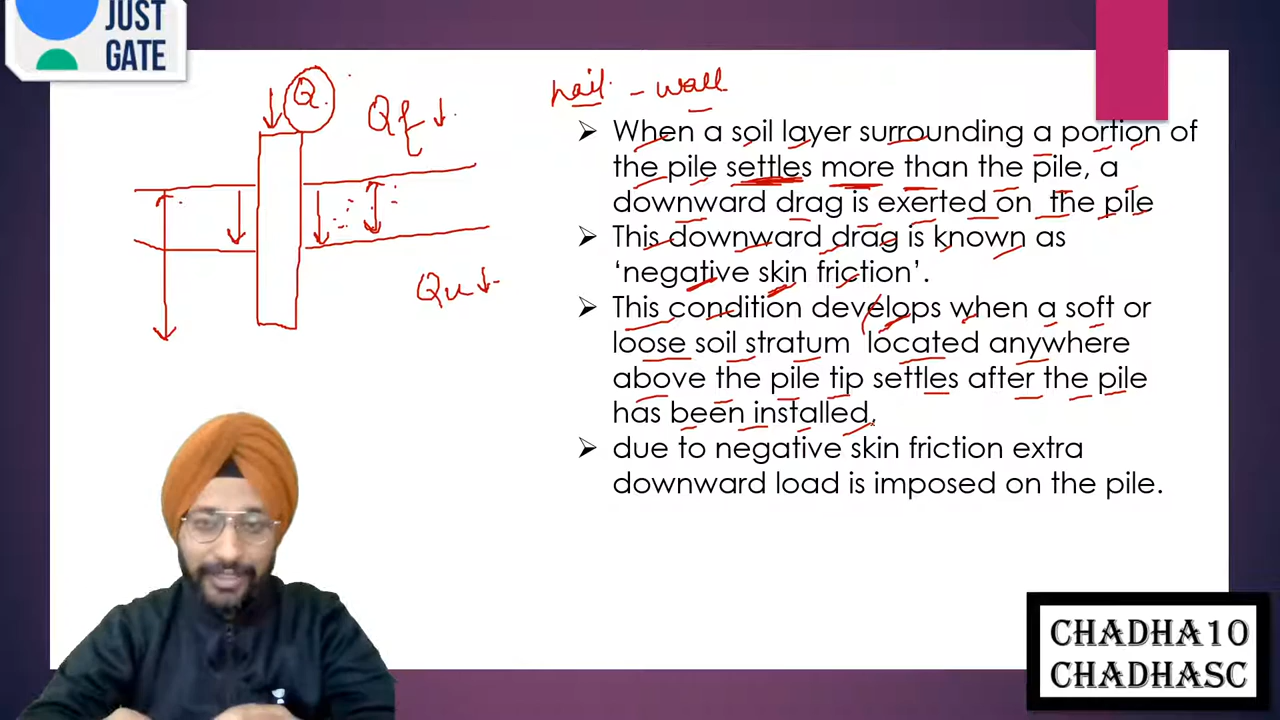 JUST
GATE
Q
Qf ↓
Qu ↓
nail - wall
➤ When a soil layer surrounding a portion of
the pile settles more than the pile, a
downward drag is exerted on the pile
➤ This downward drag is known as
‘negative skin friction’.
➤ This condition develops when a soft or
loose soil stratum located anywhere
above the pile tip settles after the pile
has been installed.
➤ due to negative skin friction extra
downward load is imposed on the pile.
CHADHA10
CHADHASC